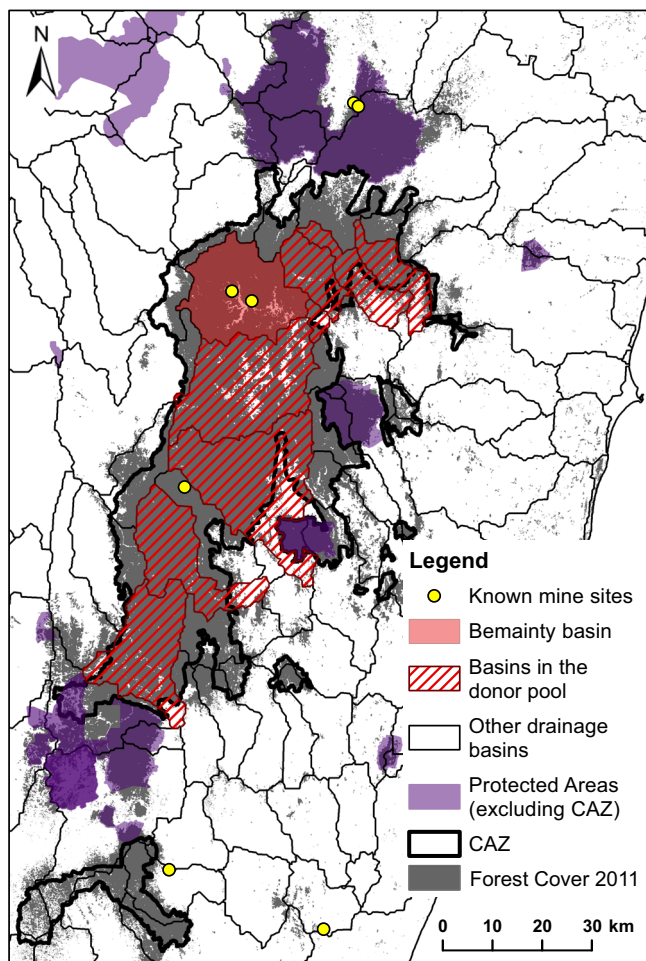 N
Legend
Known mine sites
Bemainty basin
Basins in the
donor pool
Other drainage
basins
Protected Areas
(excluding CAZ)
CAZ
Forest Cover 2011
0 10 20 30 km